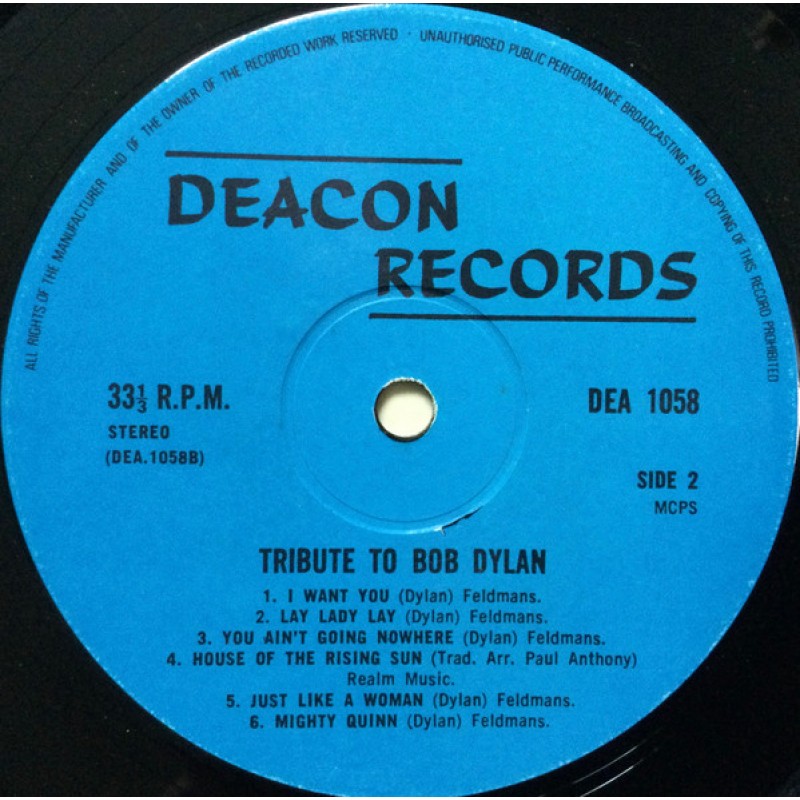 ALL RIGHTS OF THE MANUFACTURER AND OF THE OWNER OF THE RECORDED WORK RESERVED · UNAUTHORISED PUBLIC PERFORMANCE BROADCASTING AND COPYING OF THIS RECORD PROHIBITED
DEACON
RECORDS
33⅓ R.P.M.
STEREO
(DEA.1058B)
DEA 1058
SIDE 2
MCPS
TRIBUTE TO BOB DYLAN
1. I WANT YOU (Dylan) Feldmans.
2. LAY LADY LAY (Dylan) Feldmans.
3. YOU AIN'T GOING NOWHERE (Dylan) Feldmans.
4. HOUSE OF THE RISING SUN (Trad. Arr. Paul Anthony)
Realm Music.
5. JUST LIKE A WOMAN (Dylan) Feldmans.
6. MIGHTY QUINN (Dylan) Feldmans.